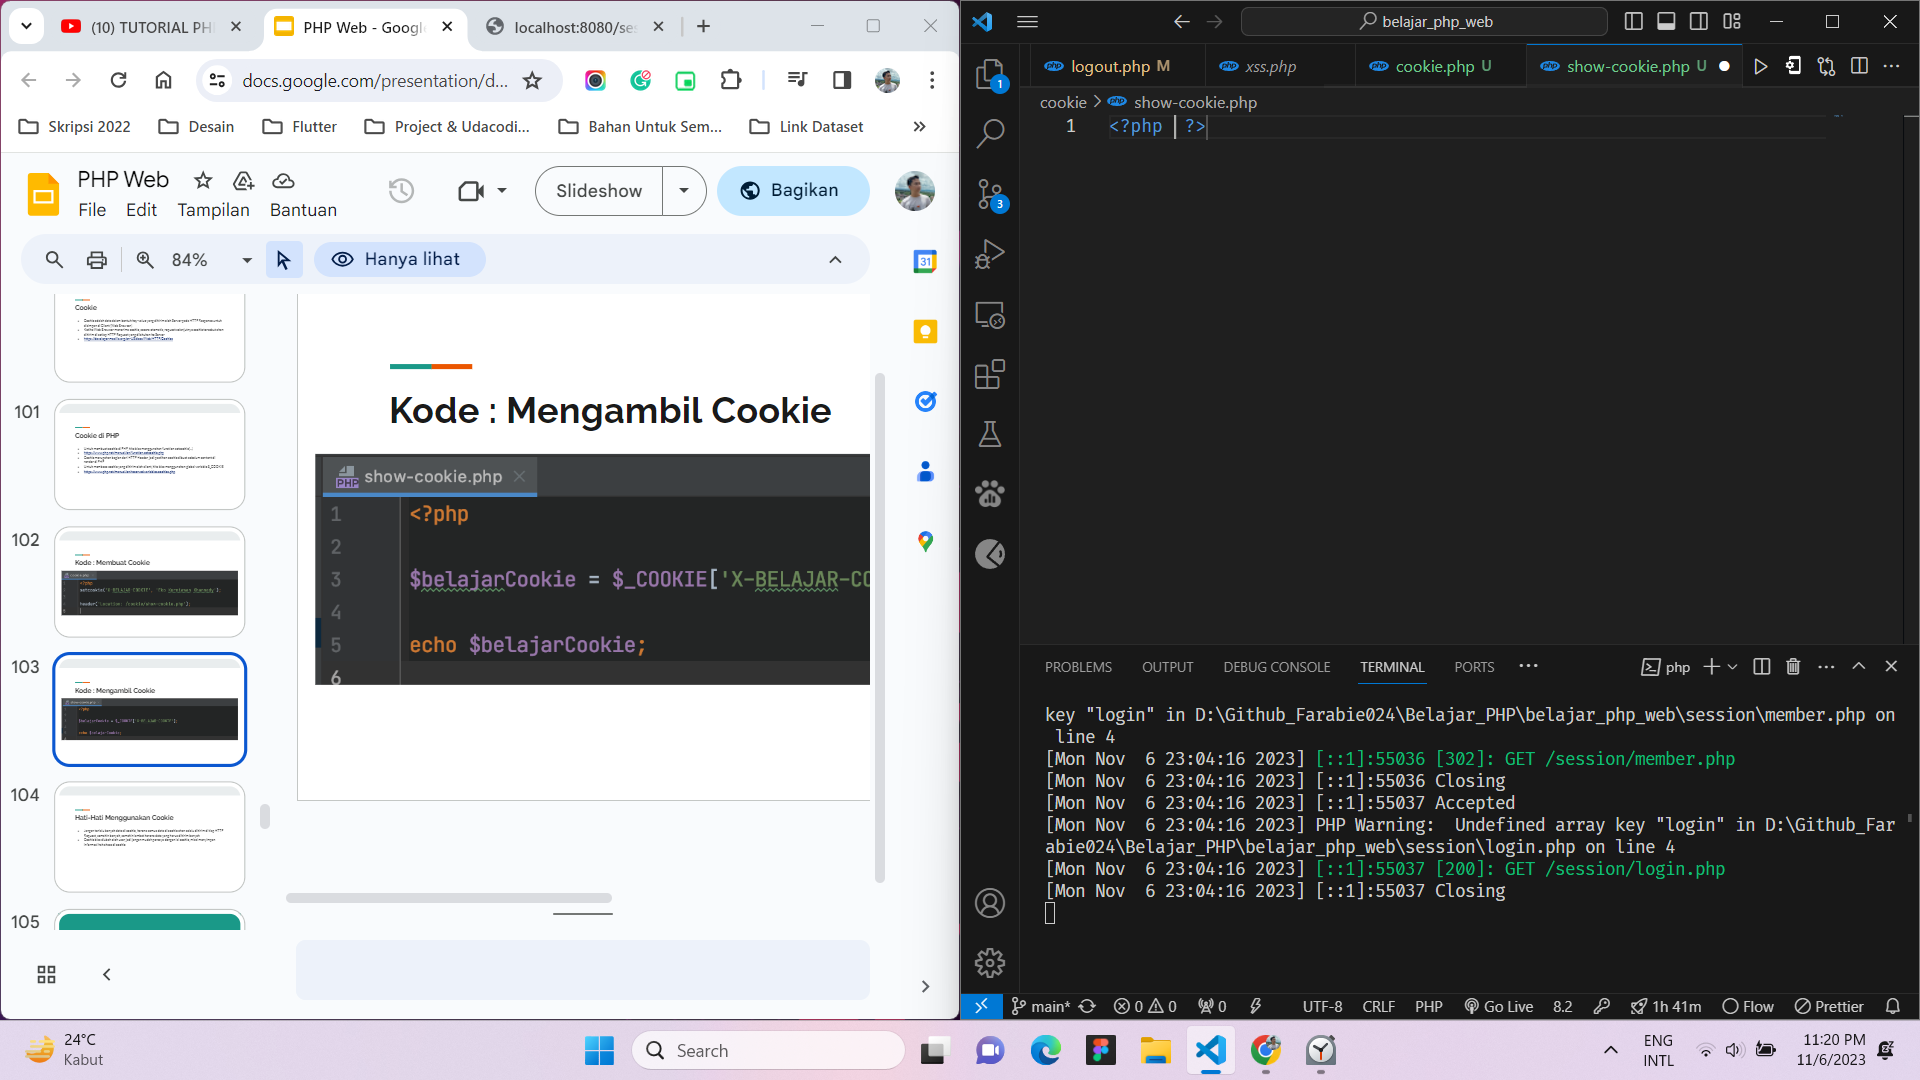 (10) TUTORIAL PH
PHP Web - Googl
localhost:8080/ses
docs.google.com/presentation/d...
Skripsi 2022
Desain
Flutter
Project & Udacodi...
Bahan Untuk Sem...
Link Dataset
PHP Web
File
Edit
Tampilan
Bantuan
Slideshow
Bagikan
84%
Hanya lihat
31
Cookie
101
Cookie di PHP
102
Kode : Membuat Cookie
103
Kode : Mengambil Cookie
104
Hati-Hati Menggunakan Cookie
105
Kode : Mengambil Cookie
show-cookie.php
1 <?php
2
3 $belajarCookie = $_COOKIE['X-BELAJAR-CO
4
5 echo $belajarCookie;
6
belajar_php_web
logout.php M
xss.php
cookie.php U
show-cookie.php U
cookie > show-cookie.php
1 <?php ?>
1
3
PROBLEMS
OUTPUT
DEBUG CONSOLE
TERMINAL
PORTS
php
key "login" in D:\Github_Farabie024\Belajar_PHP\belajar_php_web\session\member.php on
line 4
[Mon Nov  6 23:04:16 2023] [::1]:55036 [302]: GET /session/member.php
[Mon Nov  6 23:04:16 2023] [::1]:55036 Closing
[Mon Nov  6 23:04:16 2023] [::1]:55037 Accepted
[Mon Nov  6 23:04:16 2023] PHP Warning:  Undefined array key "login" in D:\Github_Far
abie024\Belajar_PHP\belajar_php_web\session\login.php on line 4
[Mon Nov  6 23:04:16 2023] [::1]:55037 [200]: GET /session/login.php
[Mon Nov  6 23:04:16 2023] [::1]:55037 Closing
main*
0
0
0
UTF-8
CRLF
PHP
Go Live
8.2
1h 41m
Flow
Prettier
24°C
Kabut
Search
ENG
INTL
11:20 PM
11/6/2023